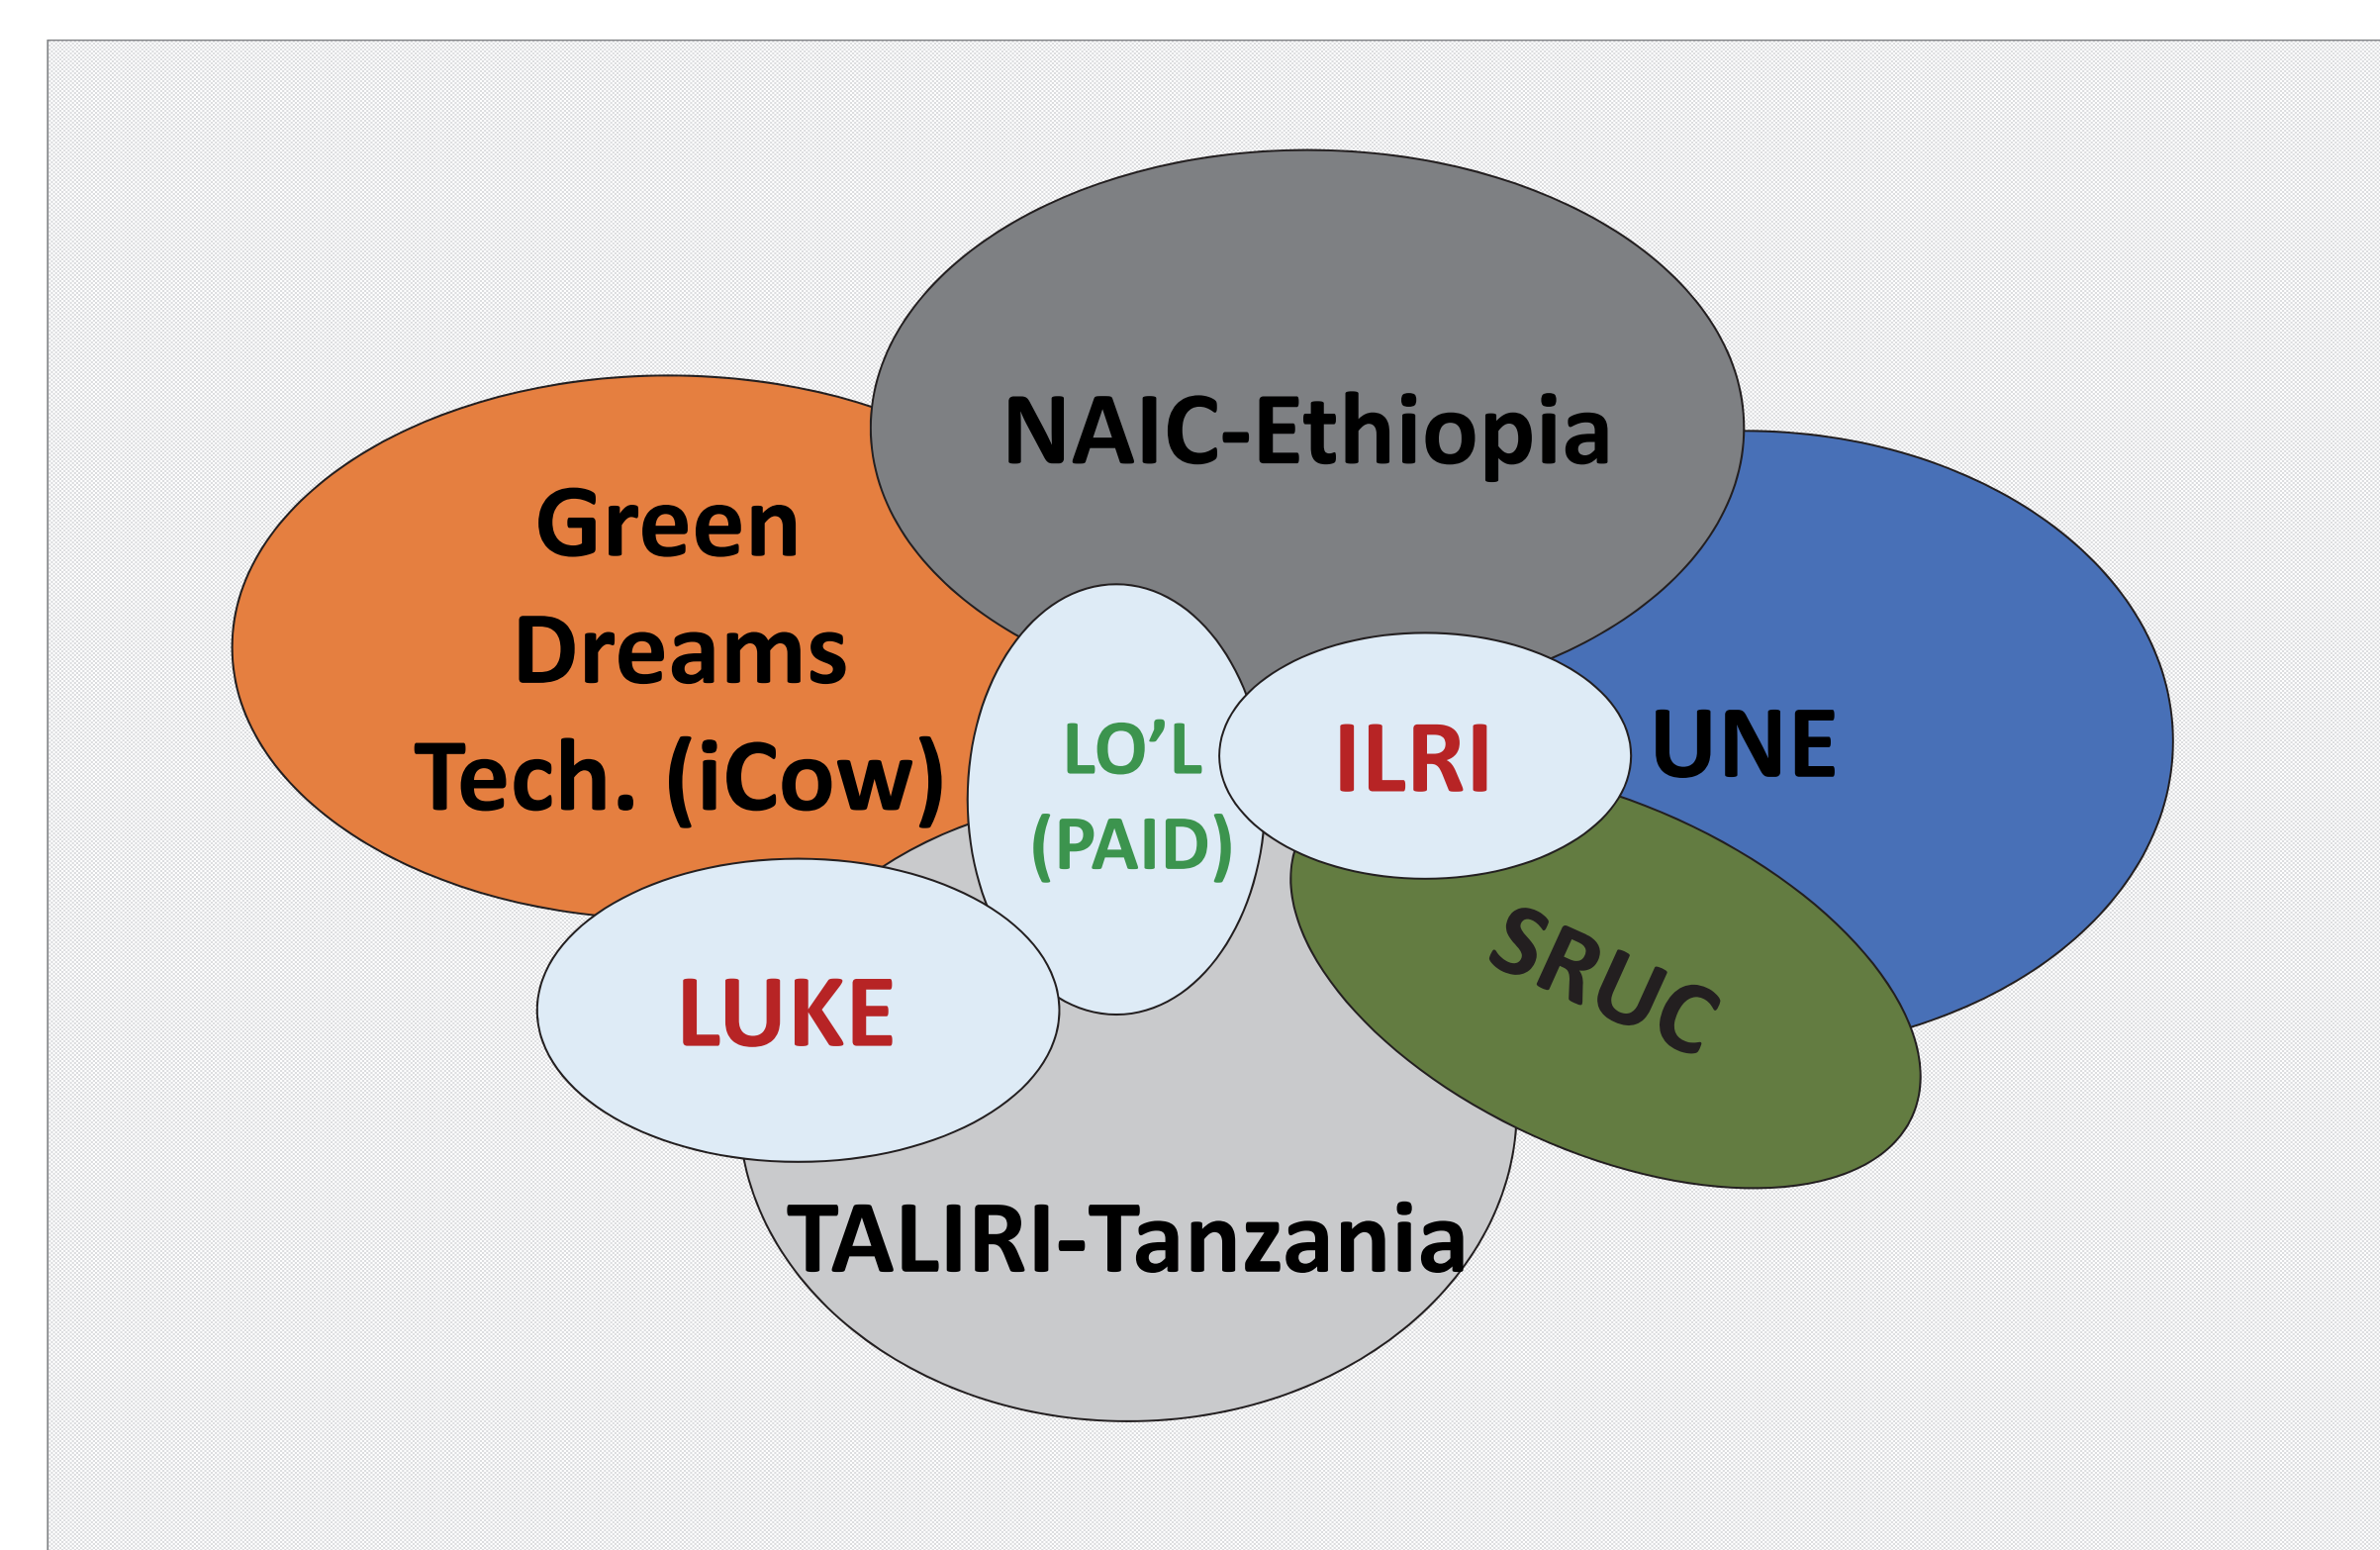 NAIC-Ethiopia
Green
Dreams
Tech. (iCow)
LO’L
(PAID)
ILRI
UNE
SRUC
LUKE
TALIRI-Tanzania